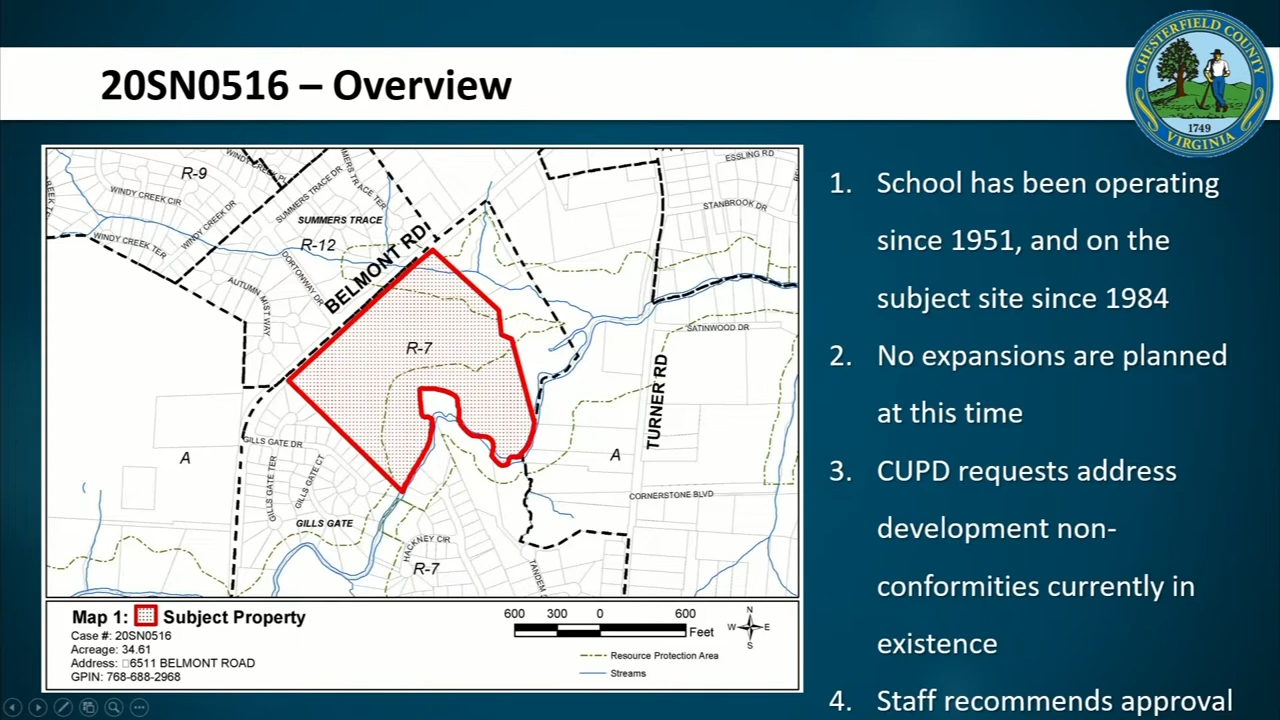 20SN0516 – Overview
CHESTERFIELD COUNTY
1749
VIRGINIA
R-9
WINDY CREEK PL
WINDY CREEK CIR
WINDY CREEK DR
WINDY CREEK TER
SUMMERS TRACE DR
SUMMERS TRACE
R-12
DORTONWAY DR
AUTUMN MIST WAY
BELMONT RD
ESSLING RD
STANBROOK DR
SATINWOOD DR
R-7
TURNER RD
A
GILLS GATE DR
GILLS GATE TER
GILLS GATE CT
GILLS GATE
A
CORNERSTONE BLVD
HACKNEY CIR
R-7
TANDEM
Map 1: Subject Property
Case #: 20SN0516
Acreage: 34.61
Address: 6511 BELMONT ROAD
GPIN: 768-688-2968
600 300 0 600
Feet
N
W E
S
Resource Protection Area
Streams
1. School has been operating
since 1951, and on the
subject site since 1984
2. No expansions are planned
at this time
3. CUPD requests address
development non-
conformities currently in
existence
4. Staff recommends approval